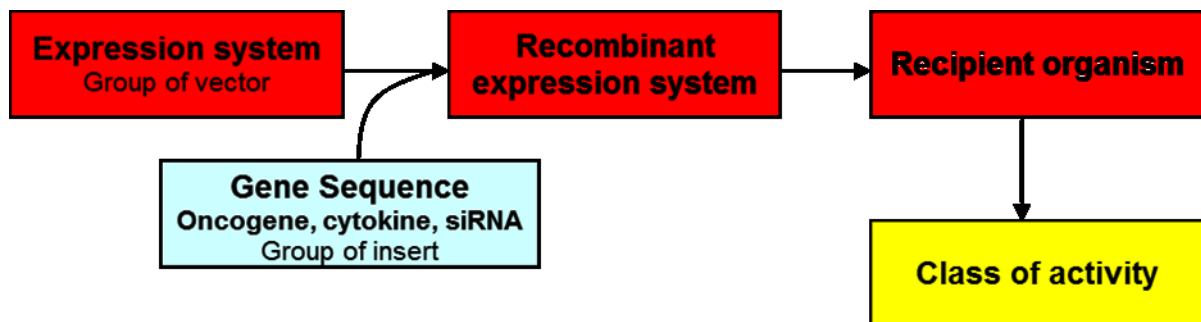 Expression system
Group of vector
Recombinant
expression system
Recipient organism
Gene Sequence
Oncogene, cytokine, siRNA
Group of insert
Class of activity